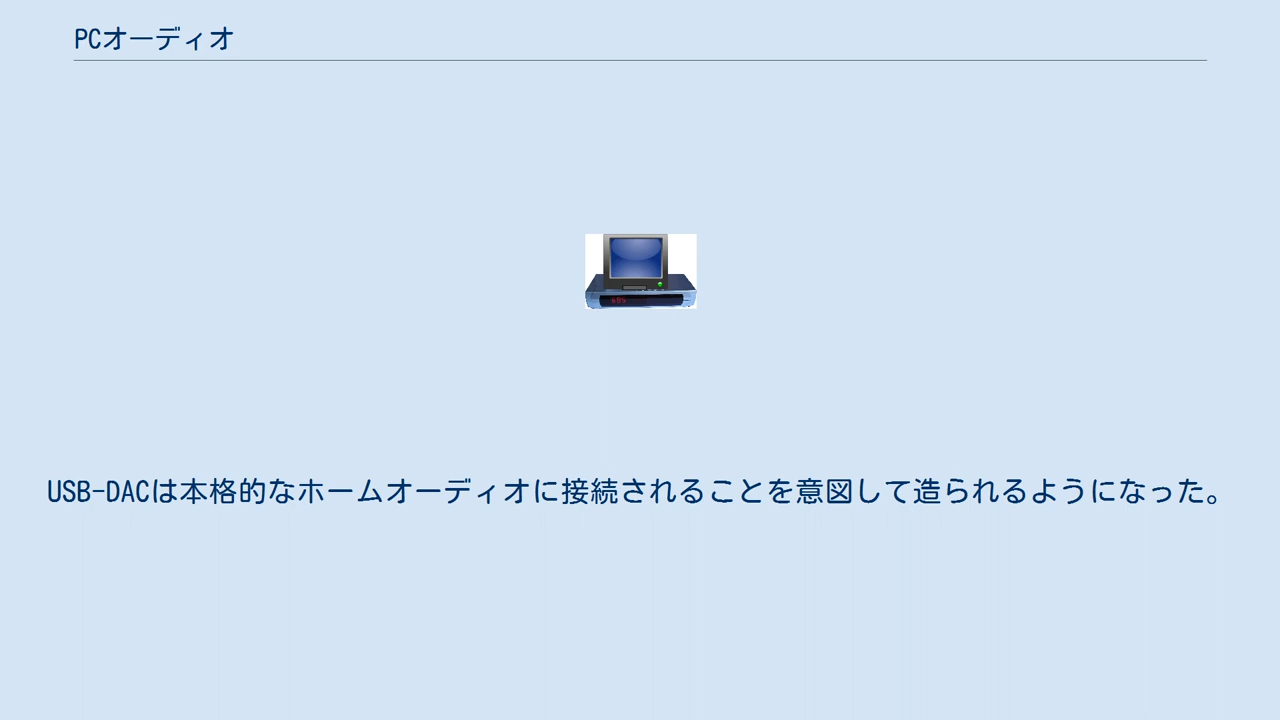 PCオーディオ
USB-DACは本格的なホームオーディオに接続されることを意図して造られるようになった。